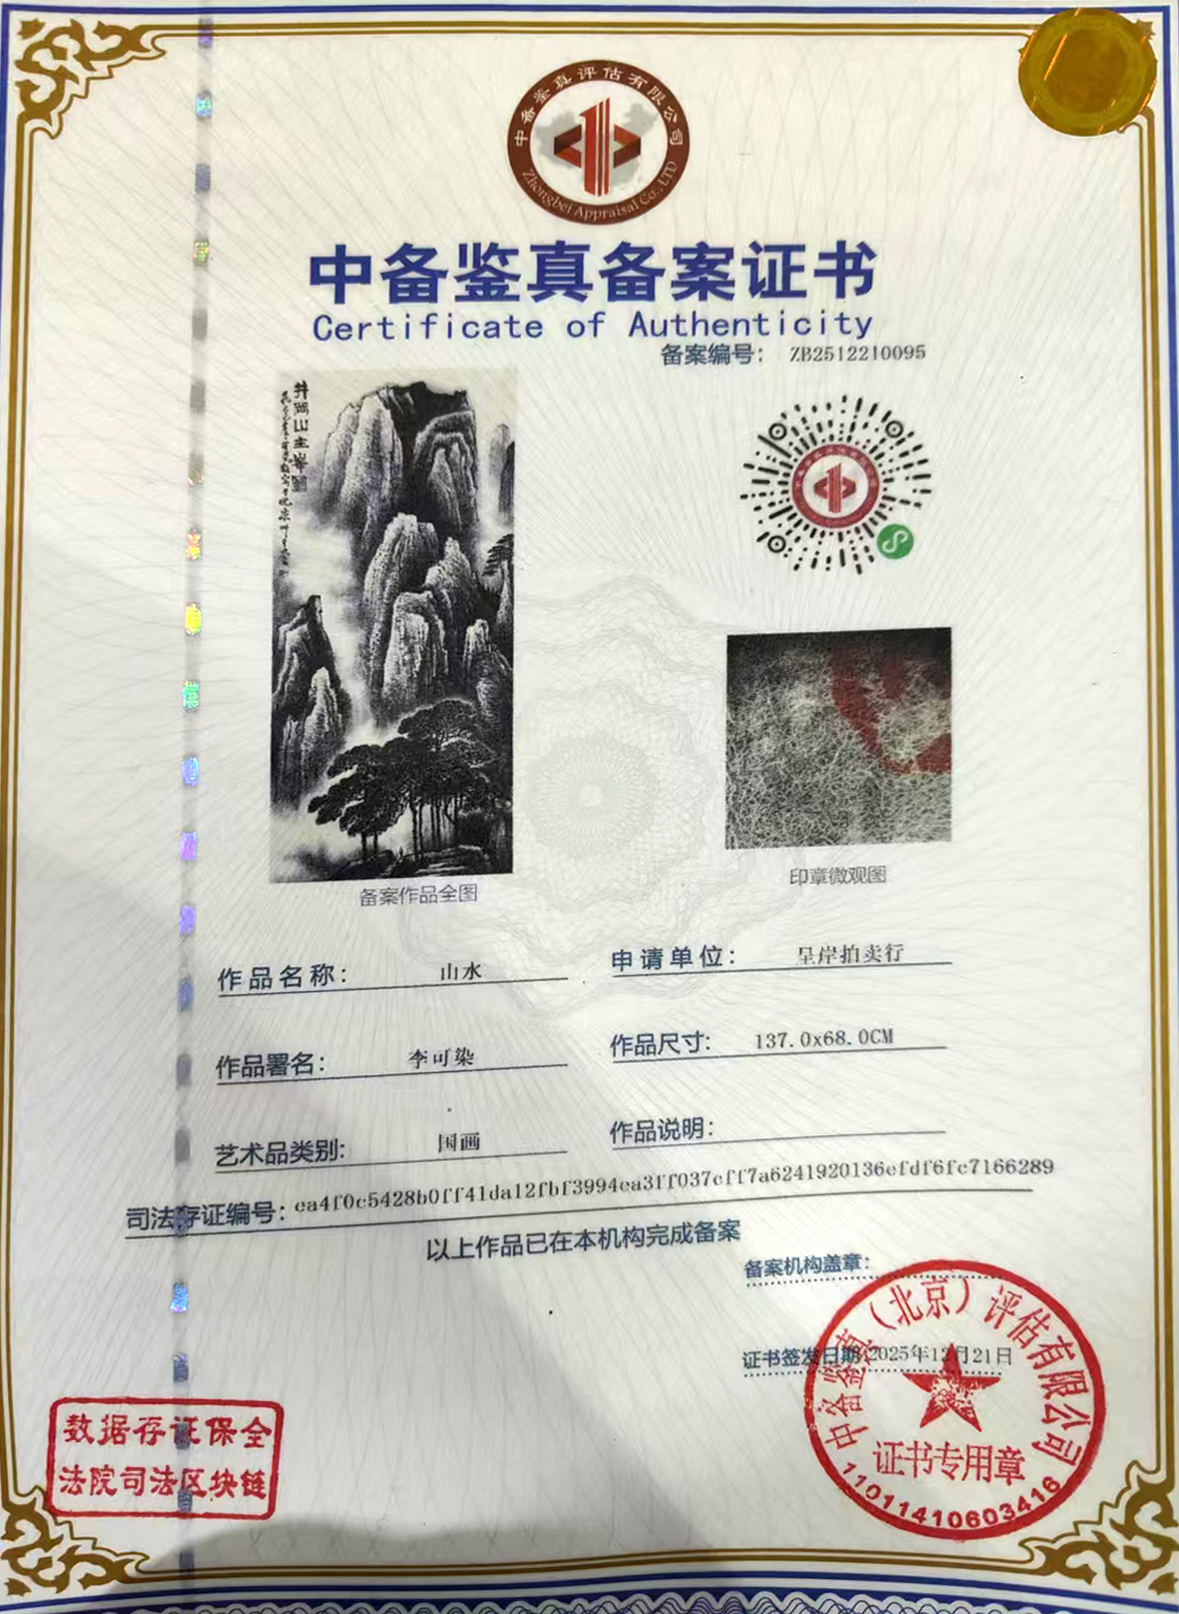 中备鉴真评估有限公司
Zhongbei Appraisal Co., LTD
中备鉴真备案证书
Certificate of Authenticity
备案编号： ZB2512210095
井岡山主峰圖
备案作品全图
印章微观图
作品名称： 山水
申请单位： 呈岸拍卖行
作品署名： 李可染
作品尺寸： 137.0x68.0CM
艺术品类别: 国画
作品说明：
司法存证编号：ea4f0c5428b0ff41da12fbf3994ea3ff037cff7a6241920136efdf6fc7166289
以上作品已在本机构完成备案
备案机构盖章：
证书签发日期 2025年12月21日
中备鉴真（北京）评估有限公司
证书专用章
11011410603416
数据存证保全
法院司法区块链